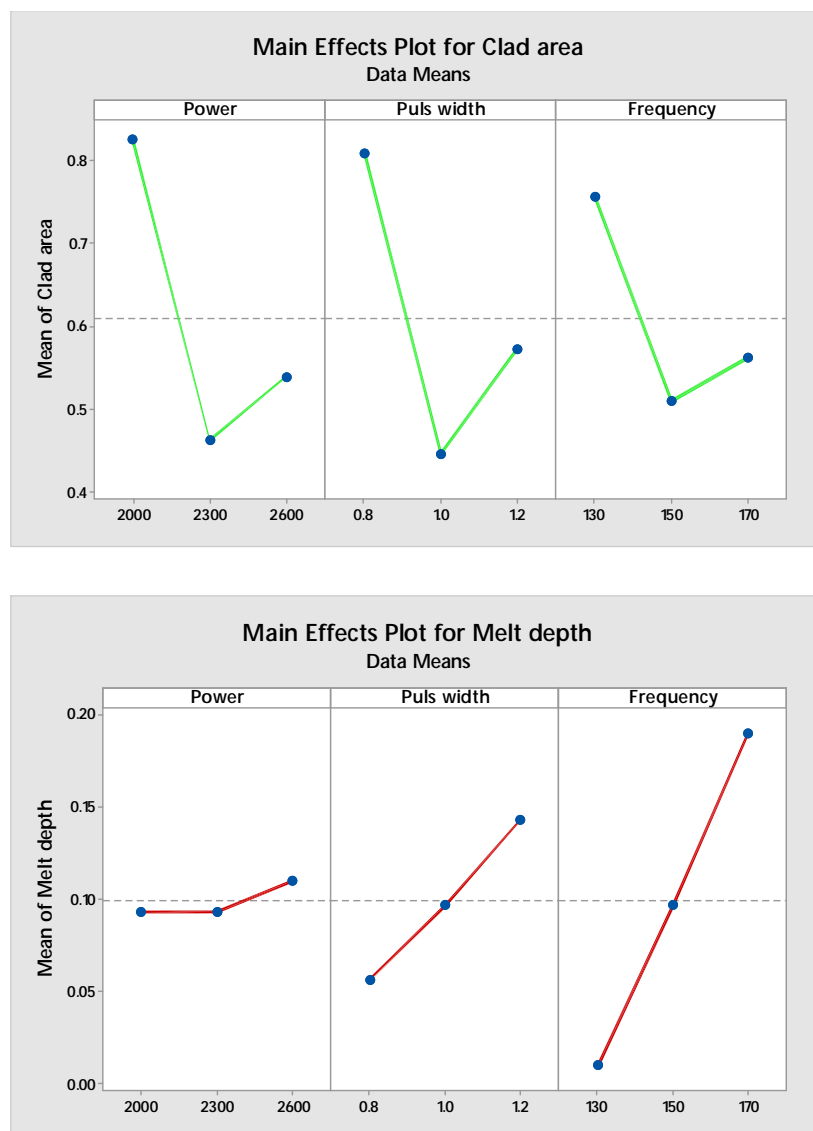 Main Effects Plot for Clad area
Data Means
Power Puls width Frequency
Mean of Clad area
0.8
0.7
0.6
0.5
0.4
2000 2300 2600 0.8 1.0 1.2 130 150 170
Main Effects Plot for Melt depth
Data Means
Power Puls width Frequency
Mean of Melt depth
0.20
0.15
0.10
0.05
0.00
2000 2300 2600 0.8 1.0 1.2 130 150 170